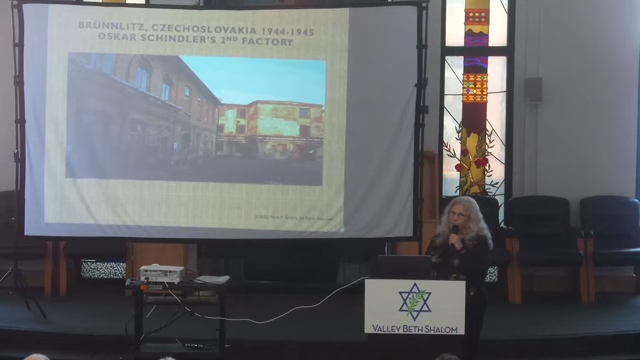 BRÜNNLITZ, CZECHOSLOVAKIA 1944-1945
OSKAR SCHINDLER'S 2ND FACTORY
VALLEY BETH SHALOM